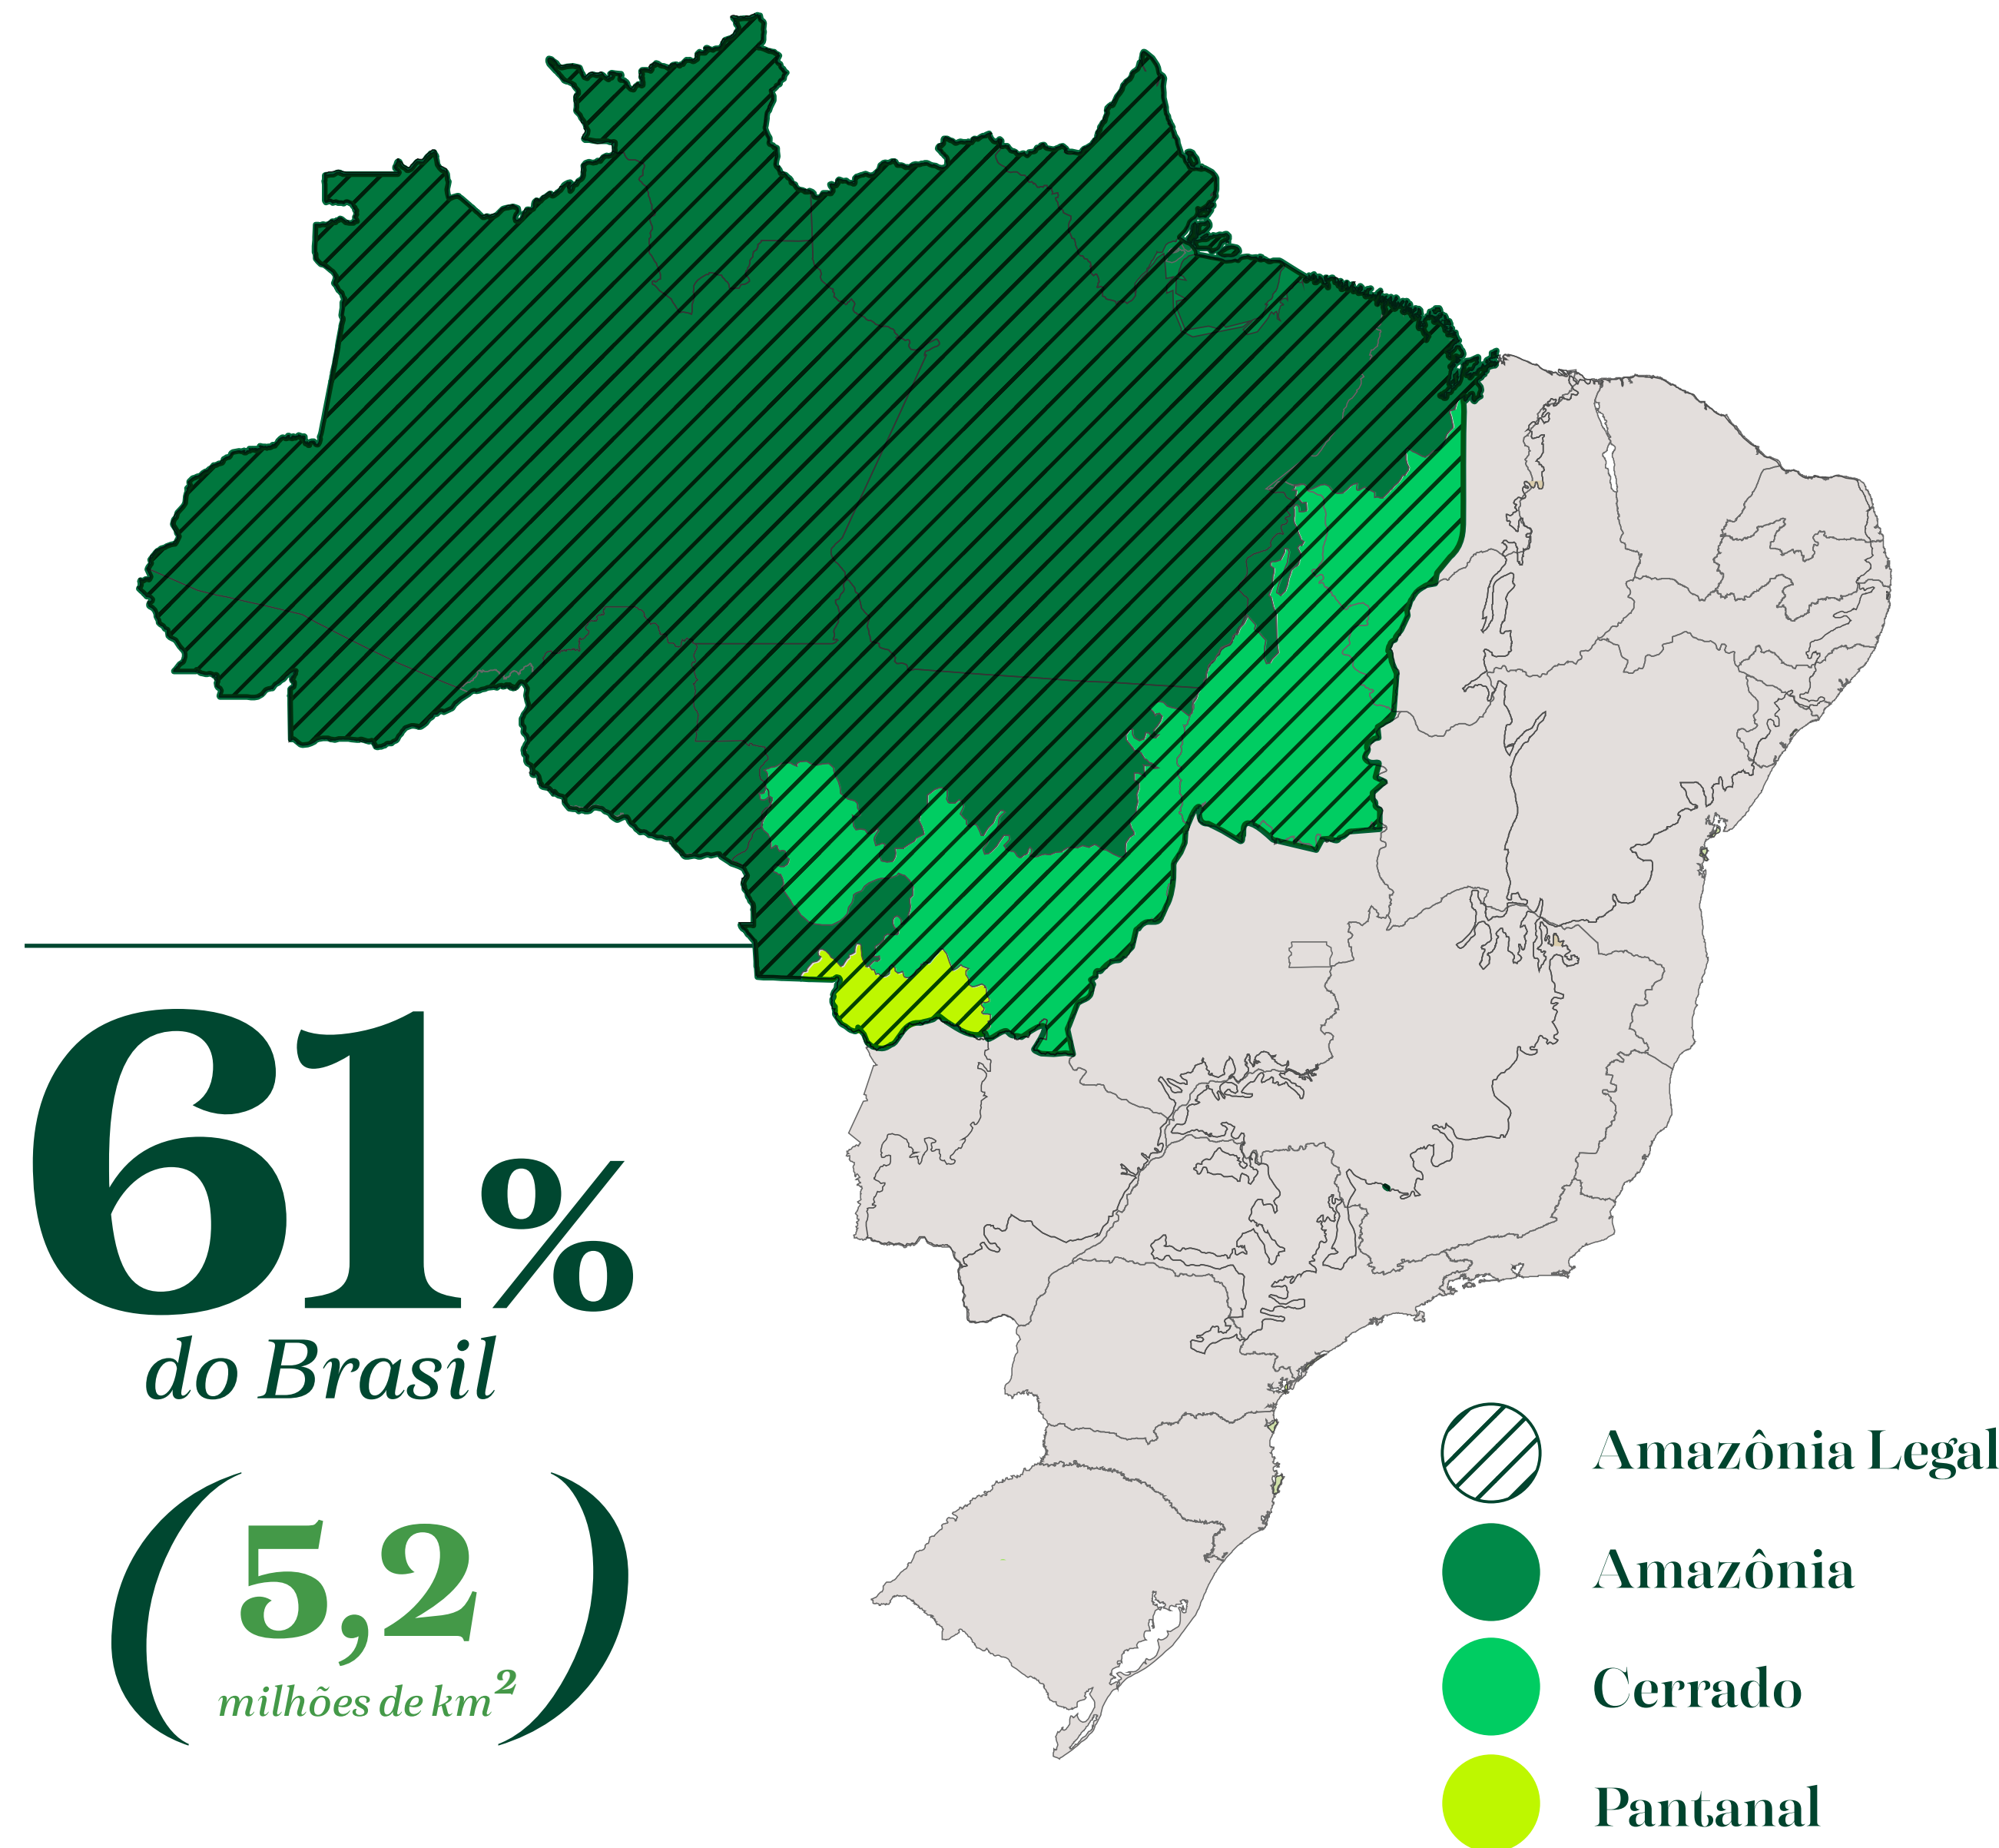 61%
do Brasil
(5,2
milhões de km²)
Amazônia Legal
Amazônia
Cerrado
Pantanal